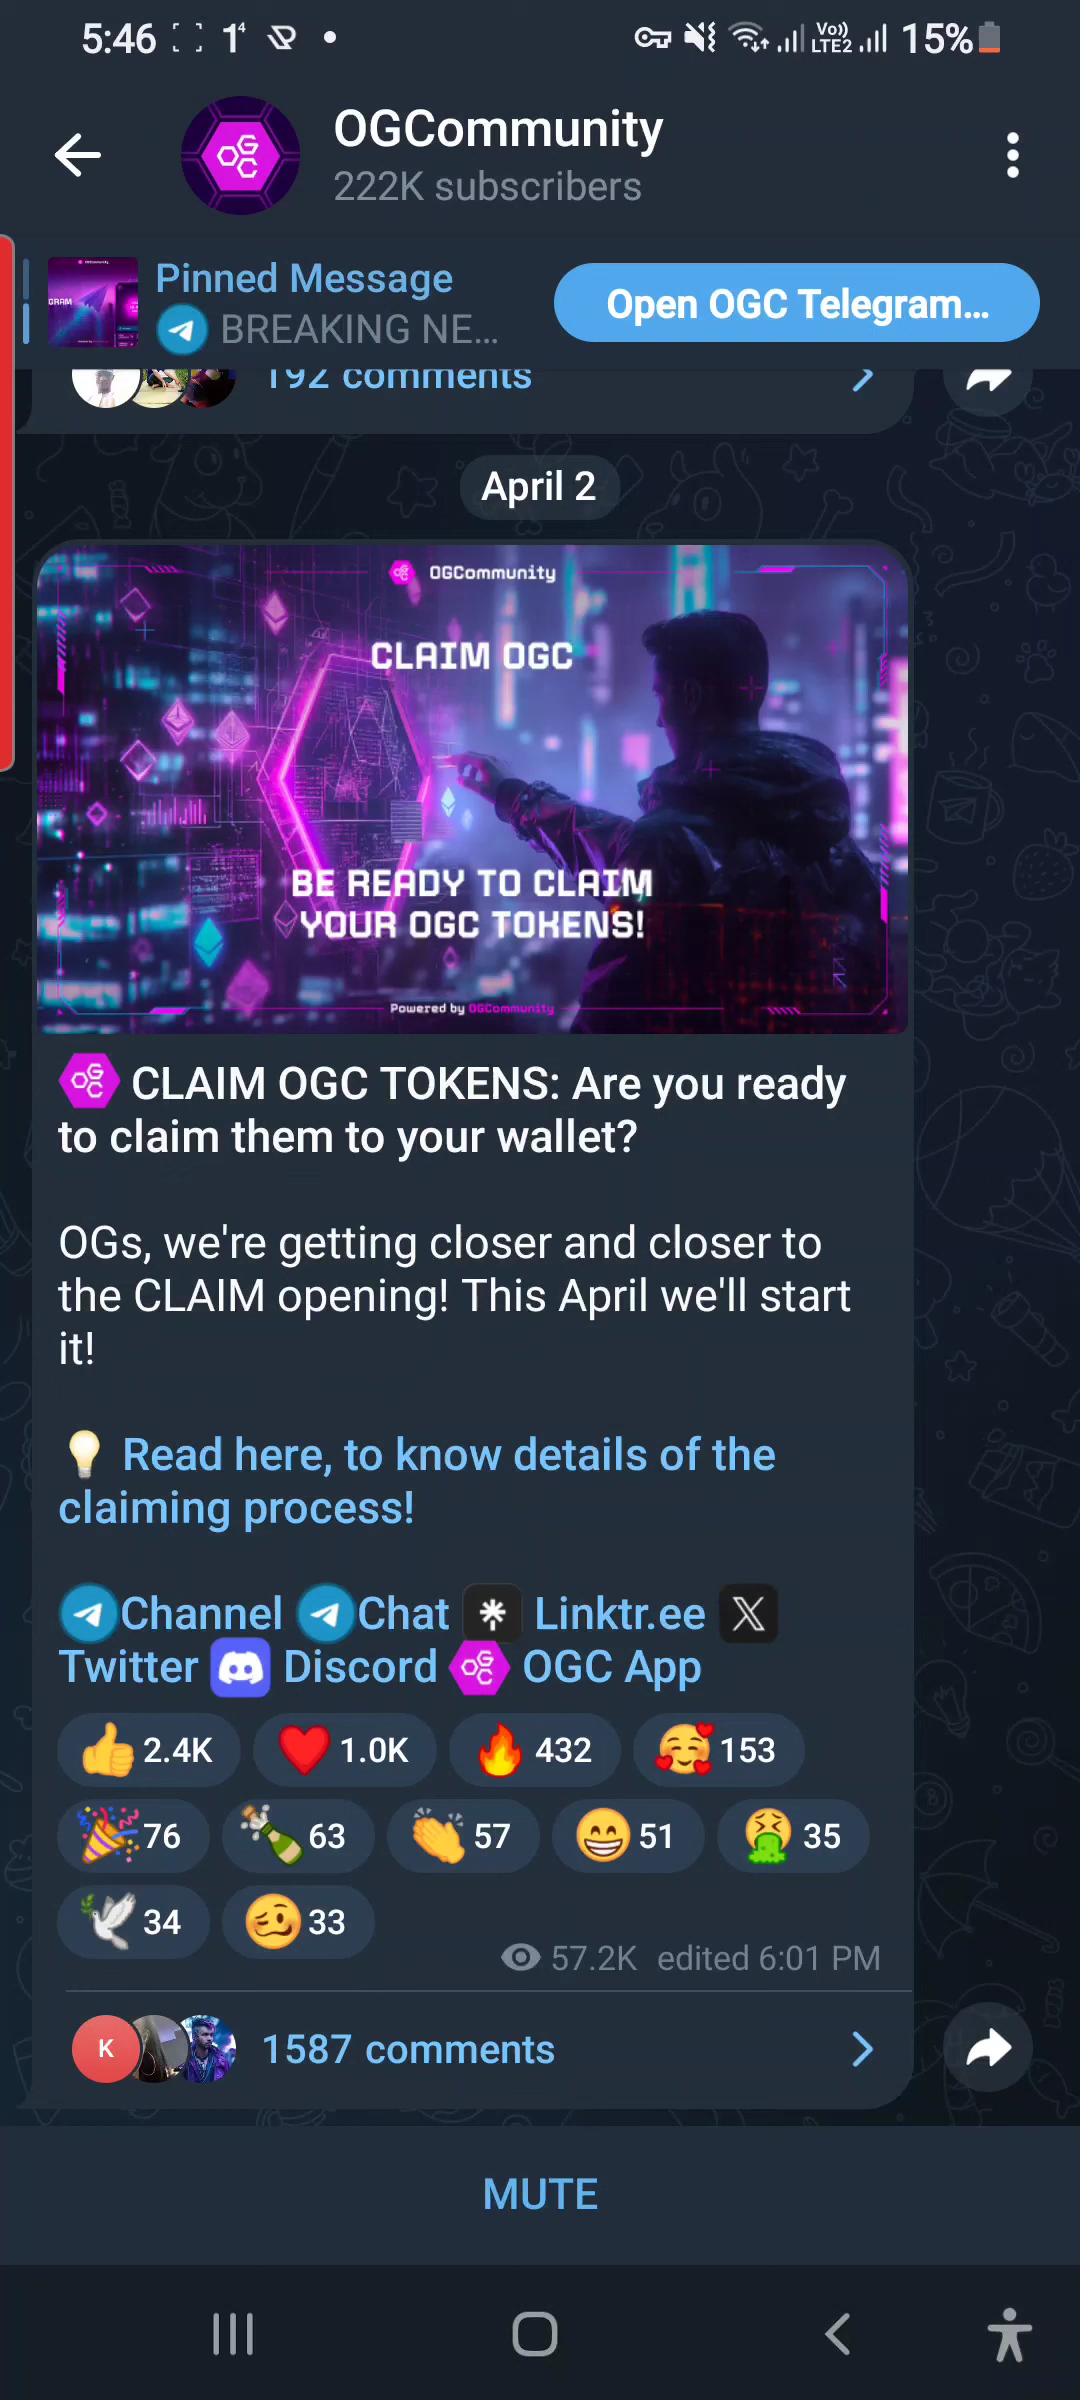 5:46
1⁴
Vo))
LTE2
15%
OGCommunity
222K subscribers
Pinned Message
BREAKING NE...
Open OGC Telegram...
192 comments
April 2
OGCommunity
CLAIM OGC
BE READY TO CLAIM
YOUR OGC TOKENS!
Powered by OGCommunity
CLAIM OGC TOKENS: Are you ready
to claim them to your wallet?
OGs, we're getting closer and closer to
the CLAIM opening! This April we'll start
it!
💡 Read here, to know details of the
claiming process!
Channel Chat Linktr.ee
Twitter Discord OGC App
👍 2.4K ❤️ 1.0K 🔥 432 🥰 153
🎉 76 🍾 63 👏 57 😁 51 🤮 35
🕊 34 🥴 33
57.2K edited 6:01 PM
K
1587 comments
MUTE